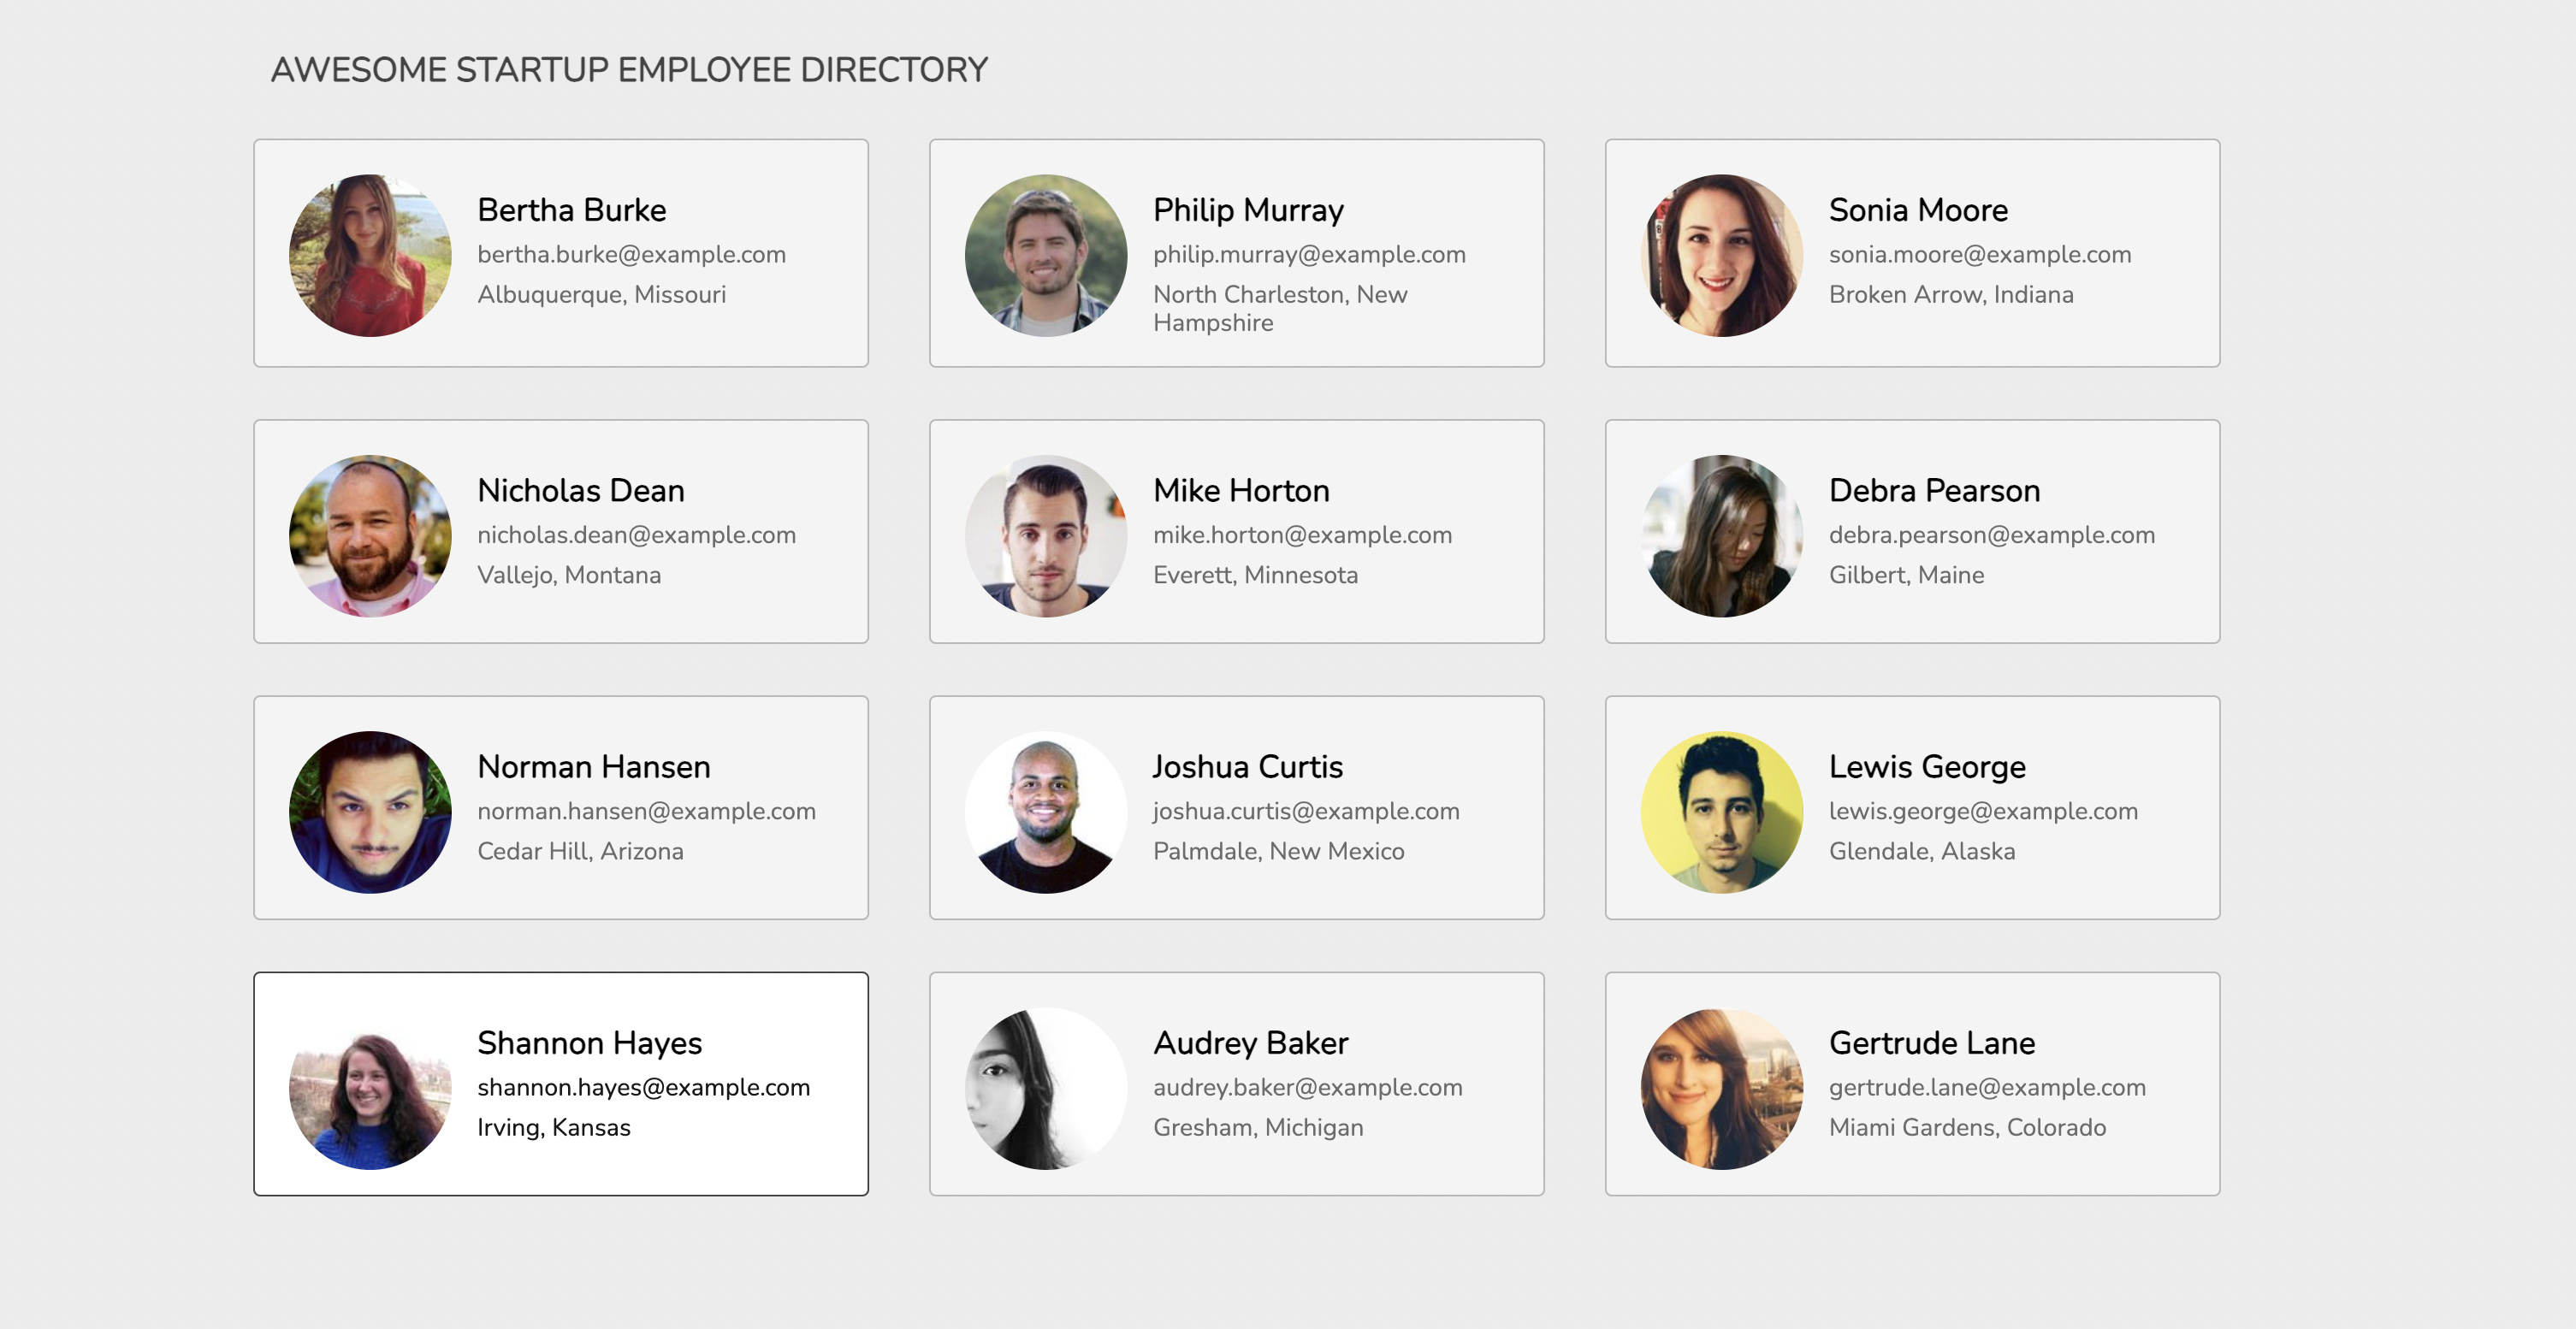 AWESOME STARTUP EMPLOYEE DIRECTORY
Bertha Burke
bertha.burke@example.com
Albuquerque, Missouri
Philip Murray
philip.murray@example.com
North Charleston, New
Hampshire
Sonia Moore
sonia.moore@example.com
Broken Arrow, Indiana
Nicholas Dean
nicholas.dean@example.com
Vallejo, Montana
Mike Horton
mike.horton@example.com
Everett, Minnesota
Debra Pearson
debra.pearson@example.com
Gilbert, Maine
Norman Hansen
norman.hansen@example.com
Cedar Hill, Arizona
Joshua Curtis
joshua.curtis@example.com
Palmdale, New Mexico
Lewis George
lewis.george@example.com
Glendale, Alaska
Shannon Hayes
shannon.hayes@example.com
Irving, Kansas
Audrey Baker
audrey.baker@example.com
Gresham, Michigan
Gertrude Lane
gertrude.lane@example.com
Miami Gardens, Colorado